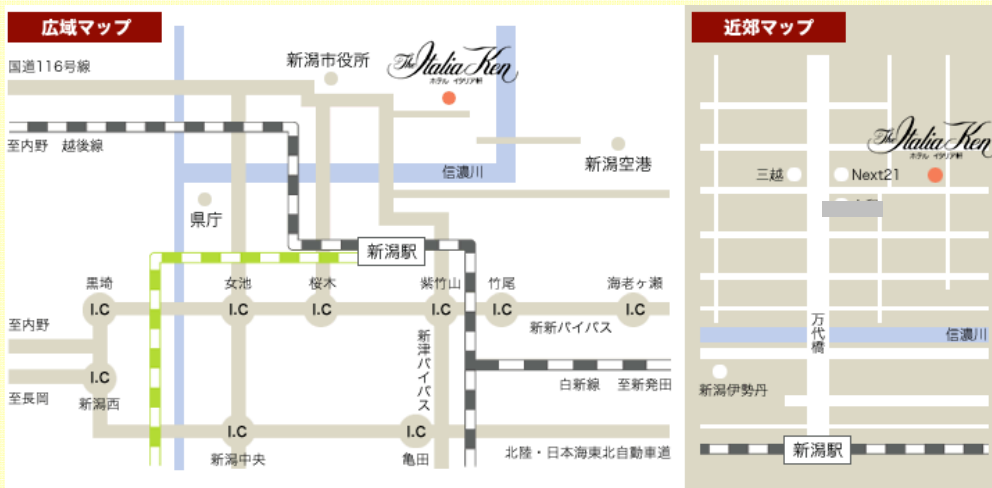 広域マップ
国道116号線
新潟市役所
The Italia Ken
ホテル イタリア軒
至内野 越後線
新潟空港
信濃川
県庁
新潟駅
黒埼
女池
桜木
紫竹山
竹尾
海老ヶ瀬
I.C
I.C
I.C
I.C
I.C
I.C
至内野
新新バイパス
新津バイパス
I.C
白新線 至新発田
至長岡
新潟西
I.C
I.C
新潟中央
亀田
北陸・日本海東北自動車道
近郊マップ
The Italia Ken
ホテル イタリア軒
三越
Next21
万代橋
信濃川
新潟伊勢丹
新潟駅